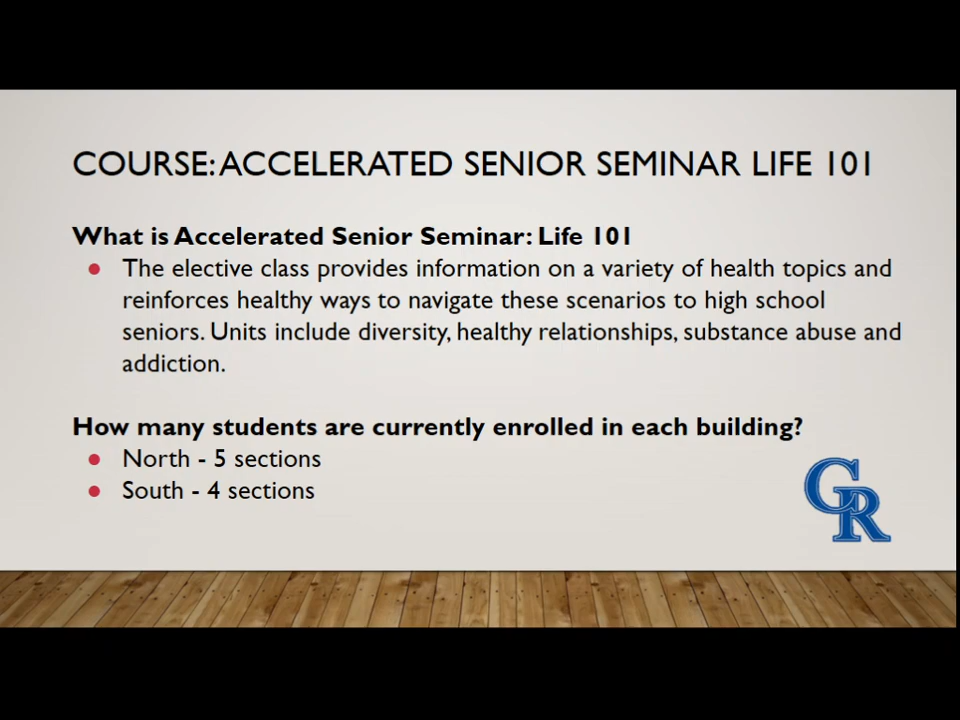 COURSE: ACCELERATED SENIOR SEMINAR LIFE 101
What is Accelerated Senior Seminar: Life 101
● The elective class provides information on a variety of health topics and
reinforces healthy ways to navigate these scenarios to high school
seniors. Units include diversity, healthy relationships, substance abuse and
addiction.
How many students are currently enrolled in each building?
● North - 5 sections
● South - 4 sections
GR